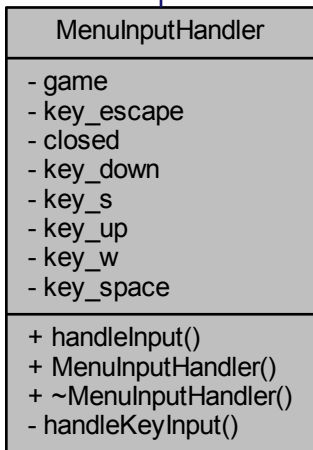 MenuInputHandler
- game
- key_escape
- closed
- key_down
- key_s
- key_up
- key_w
- key_space
+ handleInput()
+ MenuInputHandler()
+ ~MenuInputHandler()
- handleKeyInput()